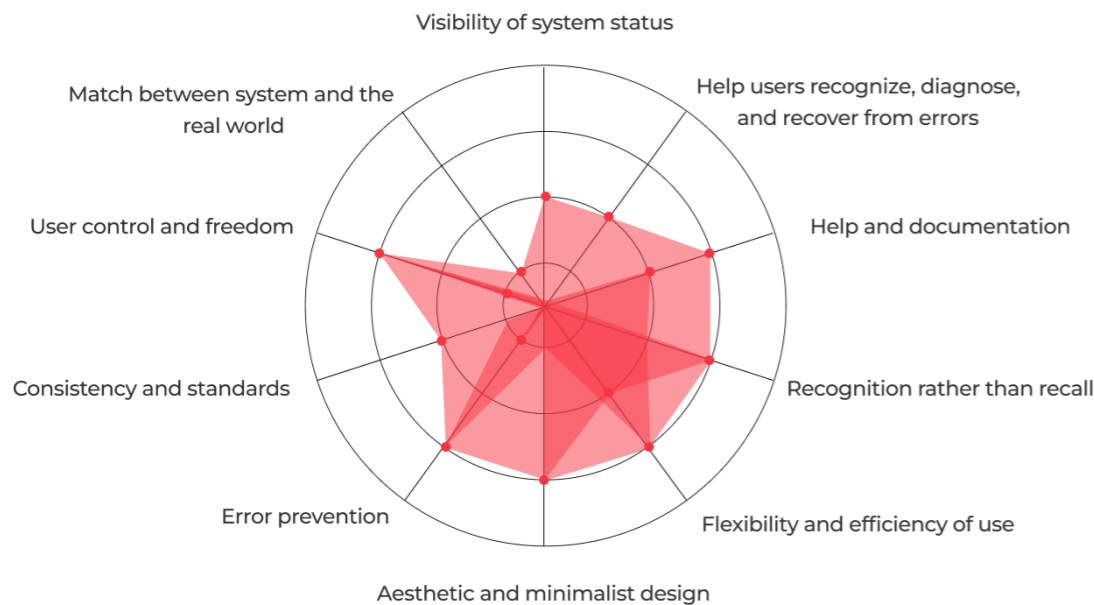 Visibility of system status
Help users recognize, diagnose,
and recover from errors
Help and documentation
Recognition rather than recall
Flexibility and efficiency of use
Aesthetic and minimalist design
Error prevention
Consistency and standards
User control and freedom
Match between system and the
real world